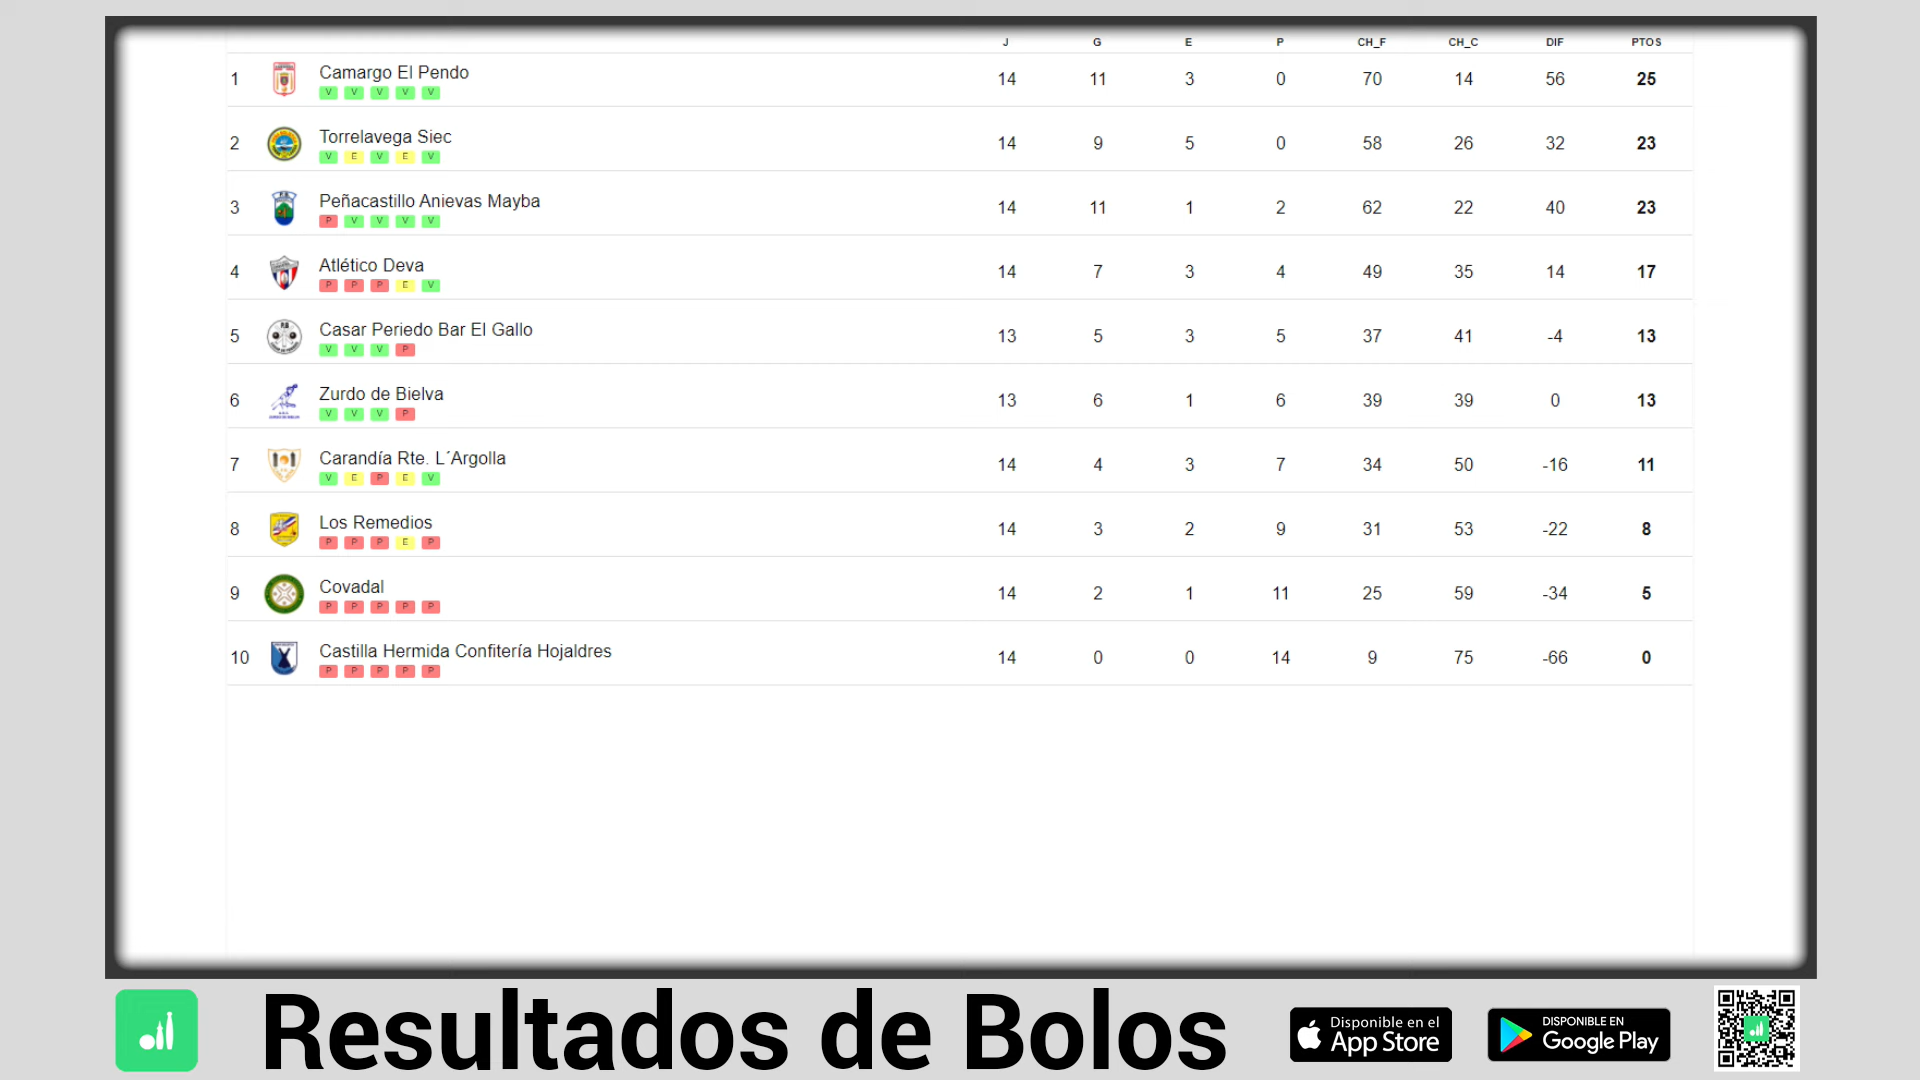 J G E P CH_F CH_C DIF PTOS
1 Camargo El Pendo 14 11 3 0 70 14 56 25
V V V V V
2 Torrelavega Siec 14 9 5 0 58 26 32 23
V E V E V
3 Peñacastillo Anievas Mayba 14 11 1 2 62 22 40 23
P V V V V
4 Atlético Deva 14 7 3 4 49 35 14 17
P P P E V
5 Casar Periedo Bar El Gallo 13 5 3 5 37 41 -4 13
V V V P
6 Zurdo de Bielva 13 6 1 6 39 39 0 13
V V V P
7 Carandía Rte. L´Argolla 14 4 3 7 34 50 -16 11
V E P E V
8 Los Remedios 14 3 2 9 31 53 -22 8
P P P E P
9 Covadal 14 2 1 11 25 59 -34 5
P P P P P
10 Castilla Hermida Confitería Hojaldres 14 0 0 14 9 75 -66 0
P P P P P
Resultados de Bolos
Disponible en el
App Store
DISPONIBLE EN
Google Play